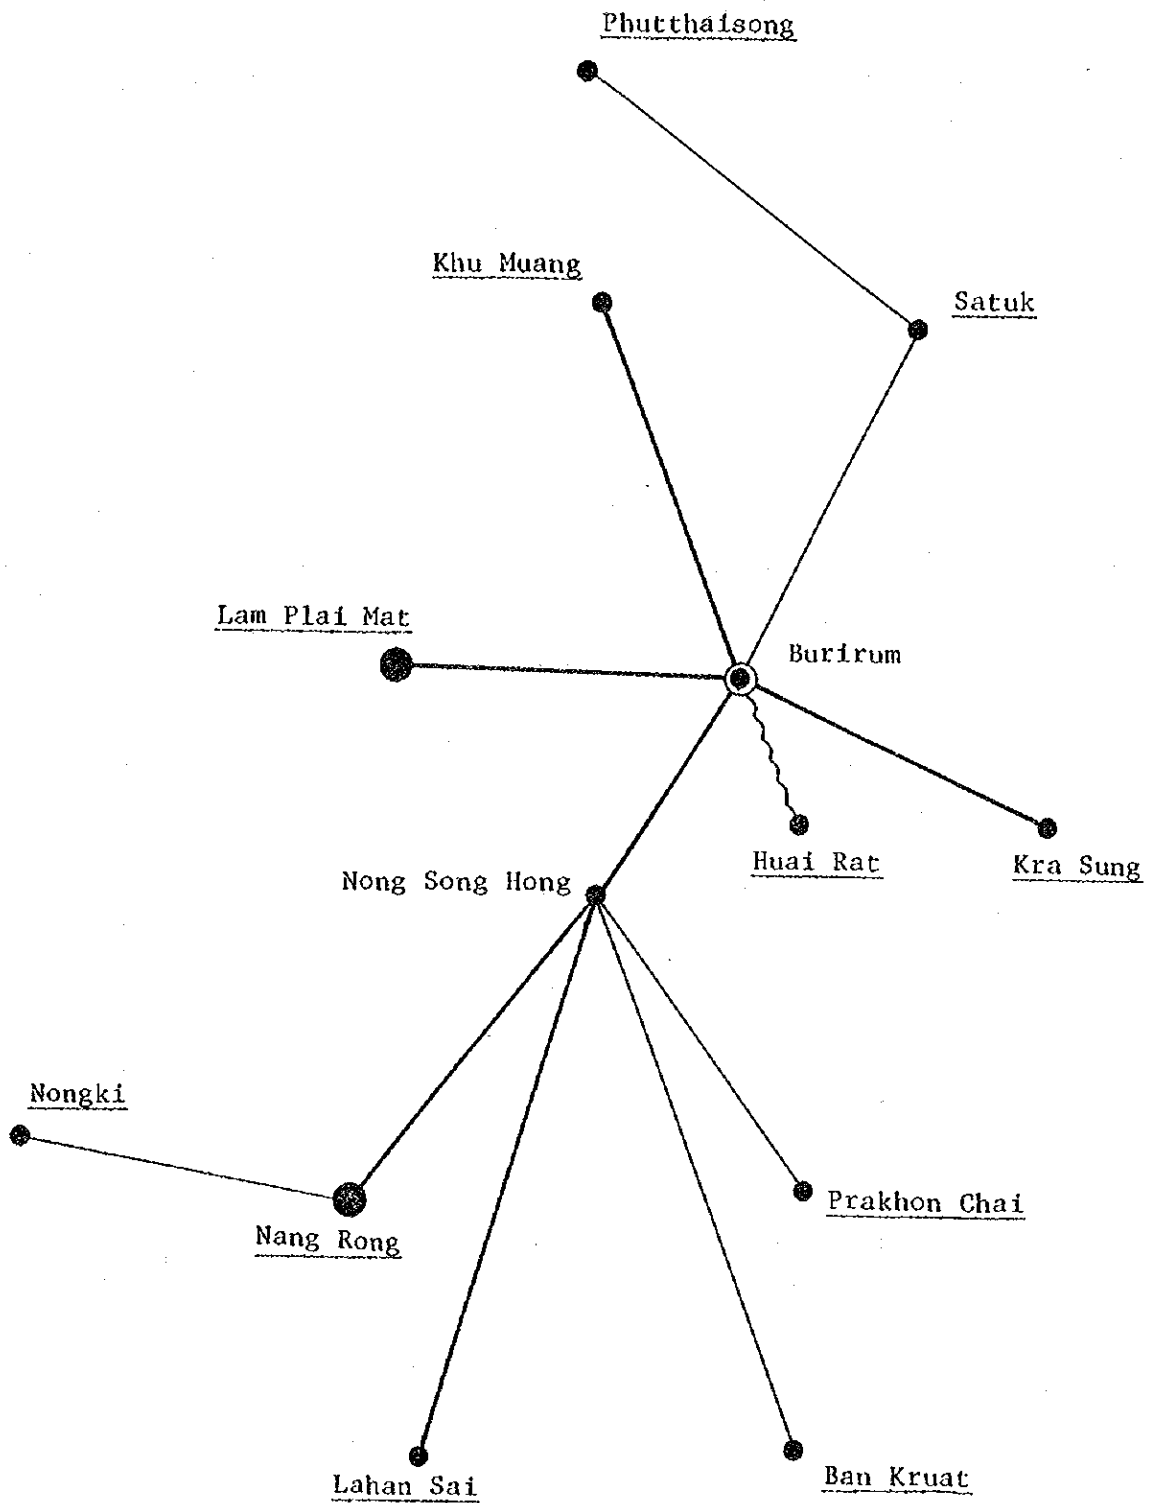 Phutthaisong
Khu Muang
Satuk
Lam Plai Mat
Burirum
Huai Rat
Kra Sung
Nong Song Hong
Nongki
Prakhon Chai
Nang Rong
Ban Kruat
Lahan Sai